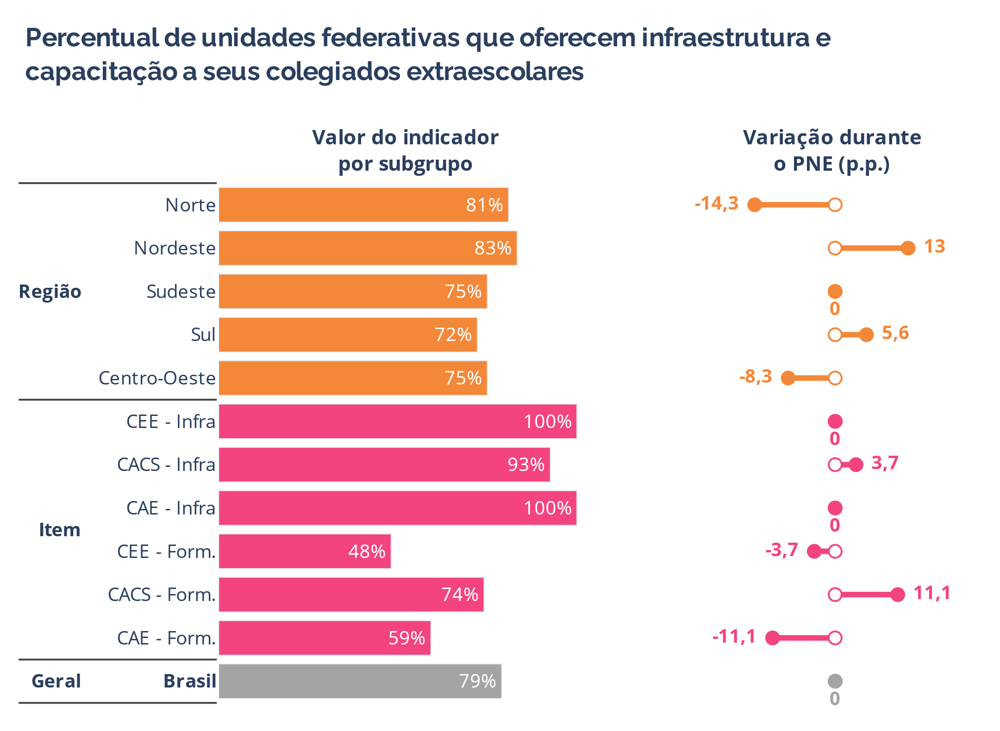 Percentual de unidades federativas que oferecem infraestrutura e
capacitação a seus colegiados extraescolares
Valor do indicador
por subgrupo
Variação durante
o PNE (p.p.)
Norte 81% -14,3
Nordeste 83% 13
Região Sudeste 75% 0
Sul 72% 5,6
Centro-Oeste 75% -8,3
CEE - Infra 100% 0
CACS - Infra 93% 3,7
CAE - Infra 100% 0
Item
CEE - Form. 48% -3,7
CACS - Form. 74% 11,1
CAE - Form. 59% -11,1
Geral Brasil 79% 0